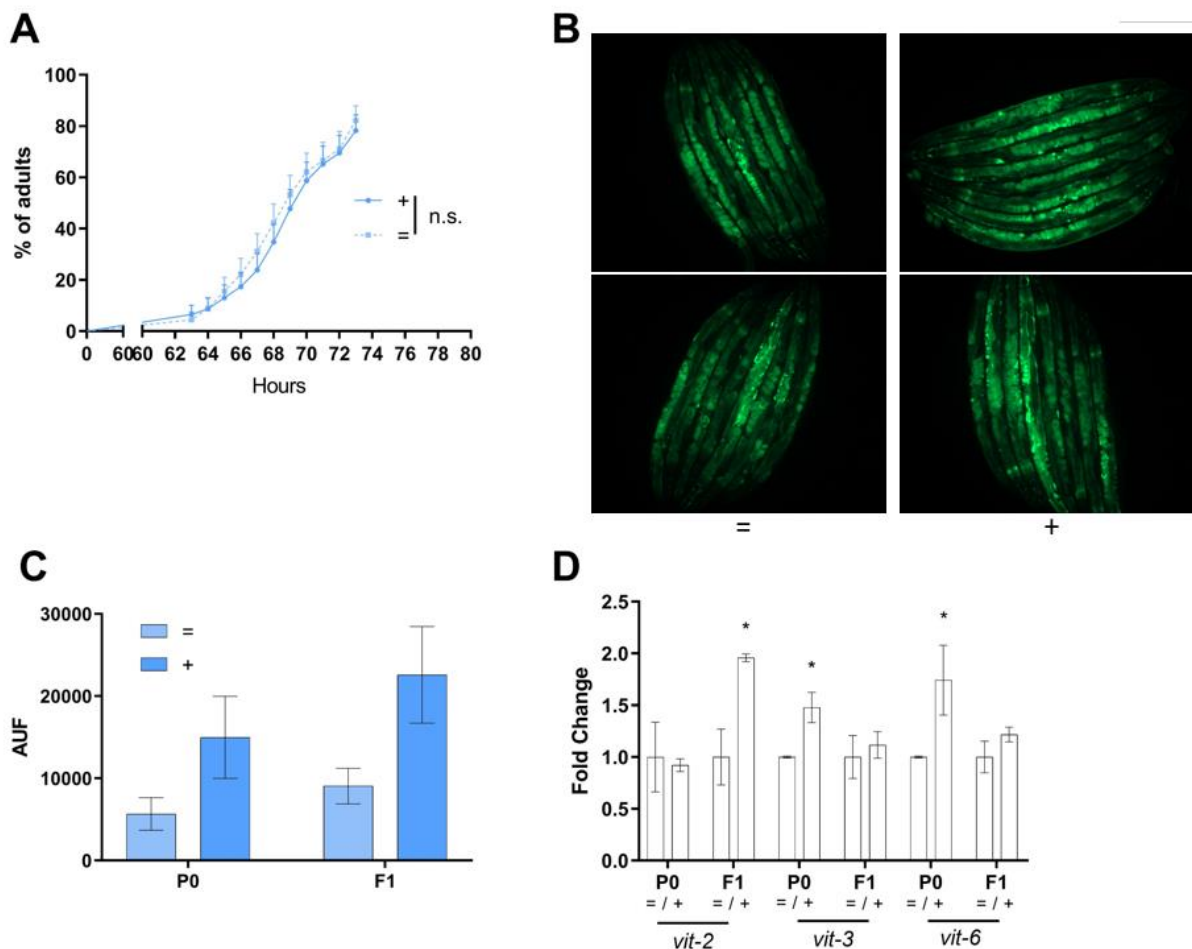 A
100
80
60
40
20
0
% of adults
0 6060 62 64 66 68 70 72 74 76 78 80
Hours
+
=
n.s.
B
= +
C
30000
20000
10000
0
AUF
=
+
P0 F1
D
2.5
2.0
1.5
1.0
0.5
0.0
Fold Change
* * *
P0 F1 P0 F1 P0 F1
= / + = / + = / + = / + = / + = / +
vit-2 vit-3 vit-6